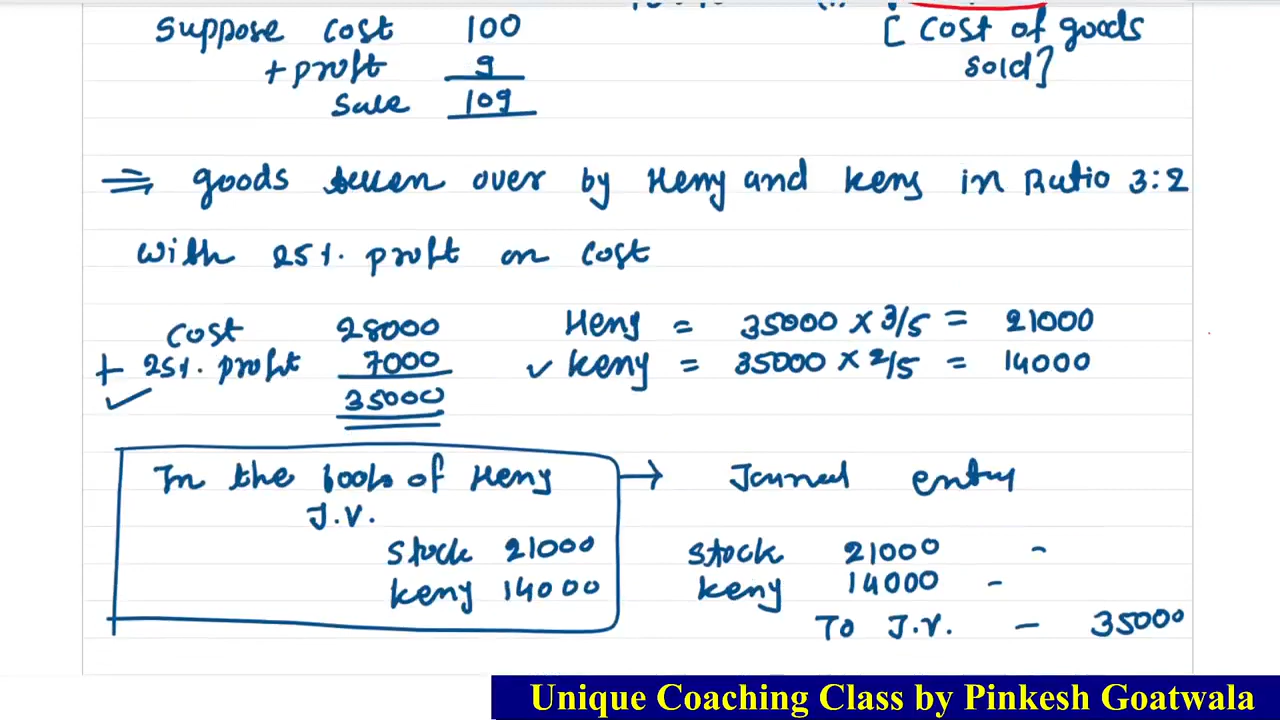 Suppose cost 100
[ cost of goods
+ profit 9
sold]
Sale 109
⇒ goods taken over by Heny and Keny in Ratio 3:2
with 25%. profit on cost
Cost 28000
Heny = 35000 × 3/5 = 21000
+ 25%. profit 7000
✓ Keny = 35000 × 2/5 = 14000
35000
In the books of Heny → Journal entry
J.V.
Stock 21000
Stock 21000 -
Keny 14000
Keny 14000 -
To J.V. - 35000
Unique Coaching Class by Pinkesh Goatwala